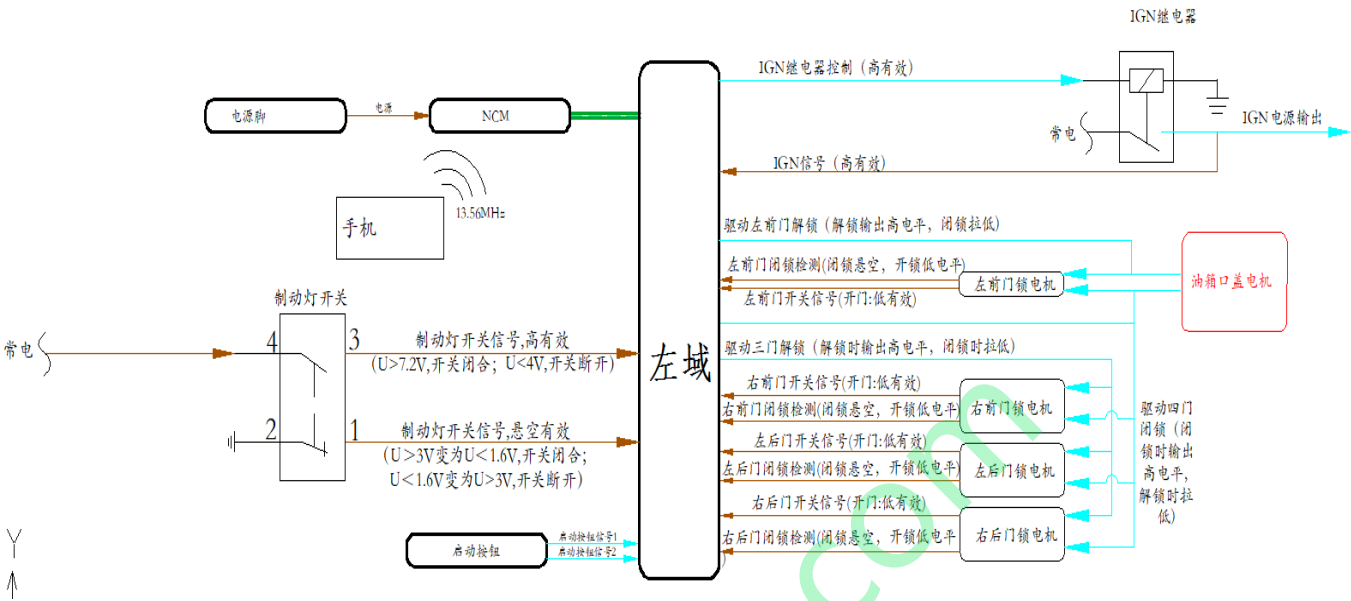 IGN继电器
IGN继电器控制（高有效）
电源脚
电源
NCM
IGN电源输出
常电
IGN信号（高有效）
13.56MHz
手机
驱动左前门解锁（解锁输出高电平，闭锁拉低）
左前门闭锁检测(闭锁悬空，开锁低电平)
左前门锁电机
油箱口盖电机
左前门开关信号(开门:低有效)
制动灯开关
常电
4
3
制动灯开关信号,高有效
(U>7.2V,开关闭合；U<4V,开关断开)
左域
驱动三门解锁（解锁时输出高电平，闭锁时拉低）
右前门开关信号(开门:低有效)
右前门闭锁检测(闭锁悬空，开锁低电平)
右前门锁电机
驱动四门
闭锁（闭
锁时输出
高电平，
解锁时拉
低）
2
1
制动灯开关信号,悬空有效
(U>3V变为U<1.6V,开关闭合；
U<1.6V变为U>3V,开关断开)
左后门开关信号(开门:低有效)
左后门闭锁检测(闭锁悬空，开锁低电平)
左后门锁电机
右后门开关信号(开门:低有效)
右后门闭锁检测(闭锁悬空，开锁低电平
右后门锁电机
启动按钮
启动按钮信号1
启动按钮信号2
Y
com